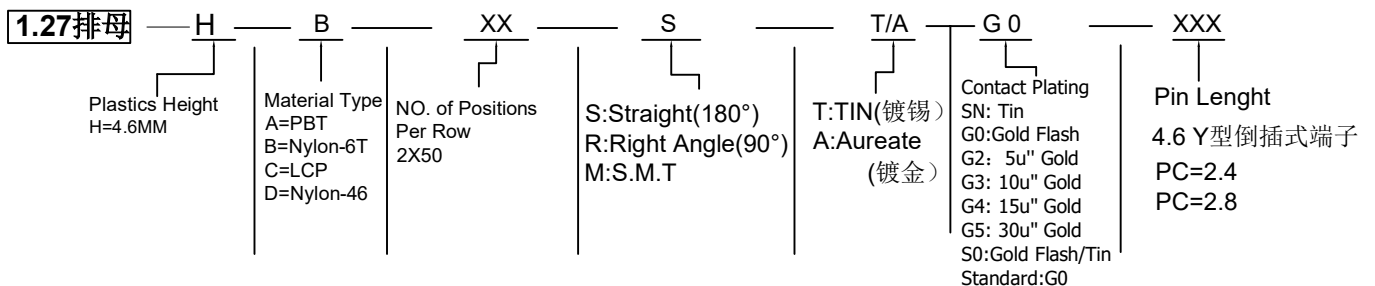 1.27排母 H B XX S T/A G 0 XXX
Plastics Height
H=4.6MM
Material Type
A=PBT
B=Nylon-6T
C=LCP
D=Nylon-46
NO. of Positions
Per Row
2X50
S:Straight(180°)
R:Right Angle(90°)
M:S.M.T
T:TIN(镀锡）
A:Aureate
(镀金）
Contact Plating
SN: Tin
G0:Gold Flash
G2: 5u" Gold
G3: 10u" Gold
G4: 15u" Gold
G5: 30u" Gold
S0:Gold Flash/Tin
Standard:G0
Pin Lenght
4.6 Y型倒插式端子
PC=2.4
PC=2.8